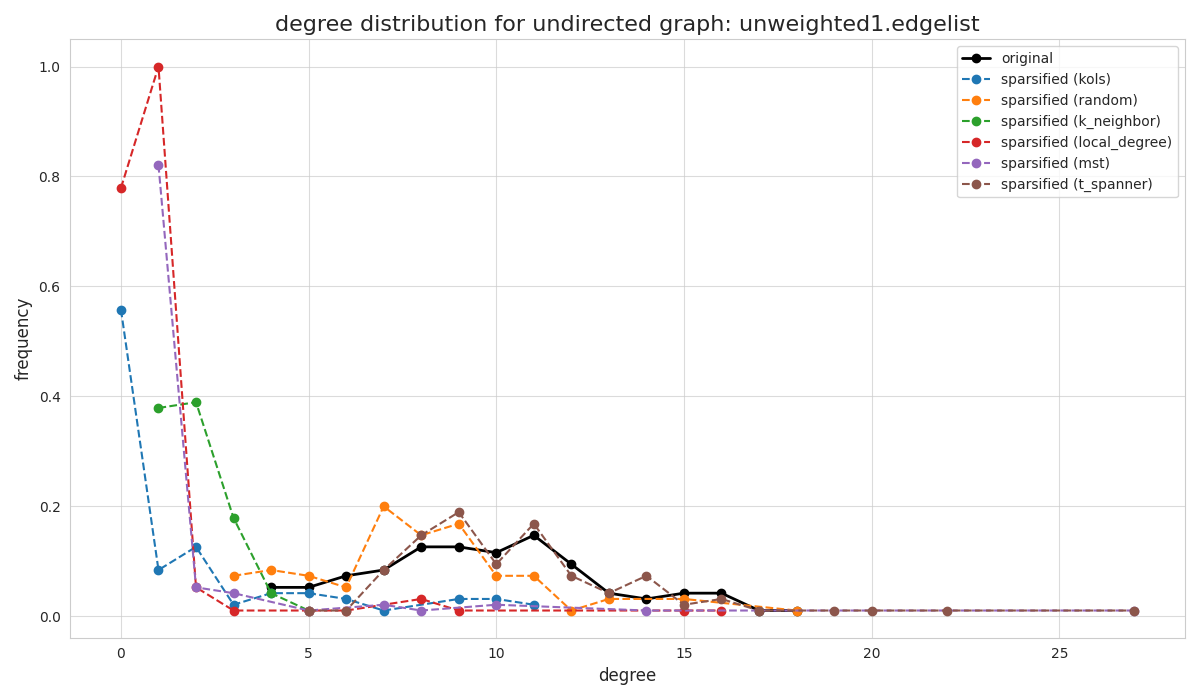 degree distribution for undirected graph: unweighted1.edgelist
original
sparsified (kols)
sparsified (random)
sparsified (k_neighbor)
sparsified (local_degree)
sparsified (mst)
sparsified (t_spanner)
frequency
1.0
0.8
0.6
0.4
0.2
0.0
0 5 10 15 20 25
degree